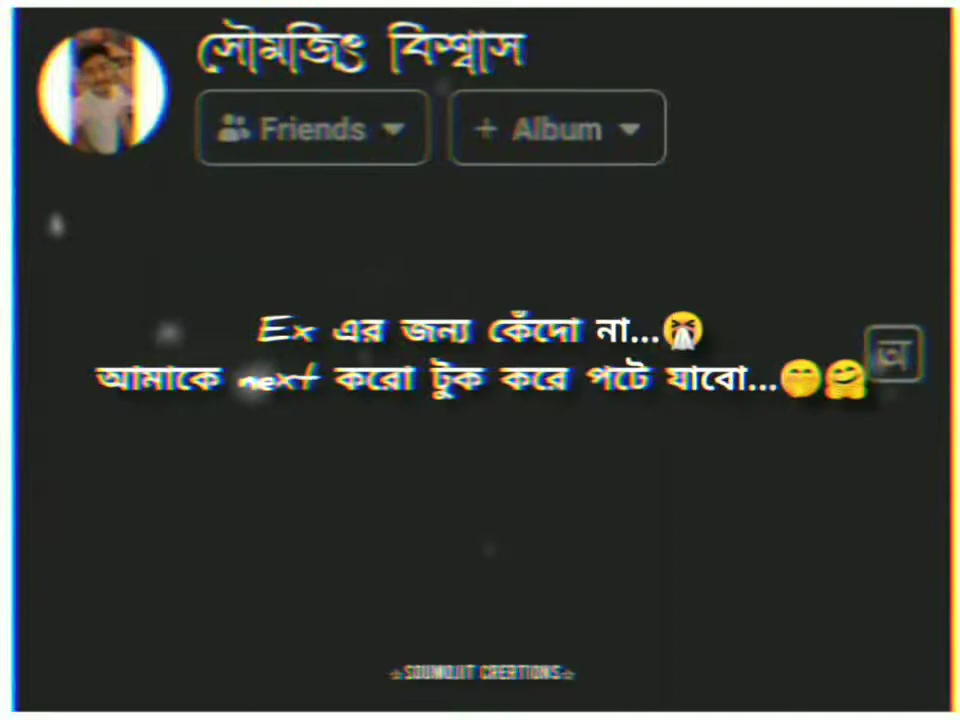 সৌমজিৎ বিশ্বাস
Friends
+ Album
Ex এর জন্য কেঁদো না...🤧
আমাকে next করো টুক করে পটে যাবো...🤭🤗
অ
☆SOUMOJIT CREATIONS☆